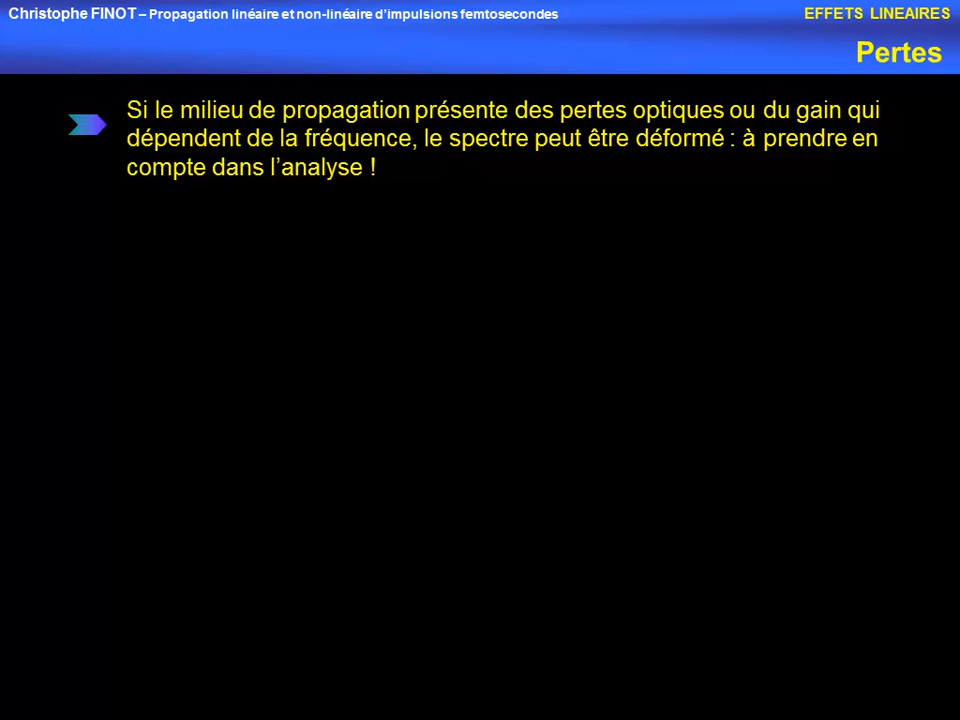 Christophe FINOT – Propagation linéaire et non-linéaire d'impulsions femtosecondes
EFFETS LINEAIRES
Pertes
Si le milieu de propagation présente des pertes optiques ou du gain qui
dépendent de la fréquence, le spectre peut être déformé : à prendre en
compte dans l'analyse !